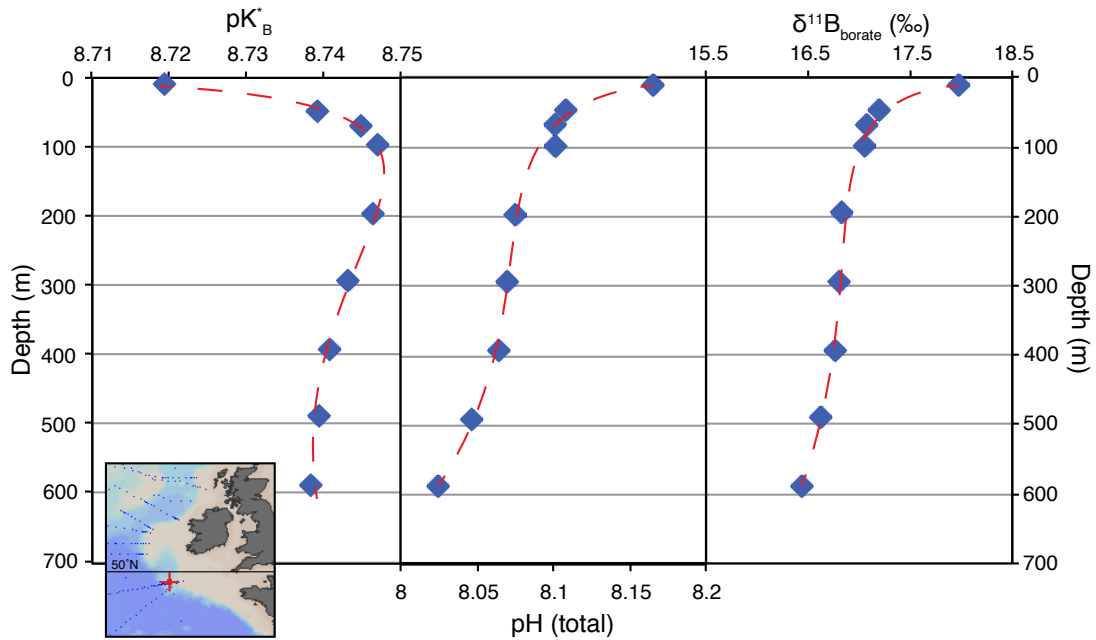 pK*B
δ¹¹Bborate (‰)
8.71 8.72 8.73 8.74 8.75
15.5 16.5 17.5 18.5
0 0
100 100
200 200
300 300
400 400
500 500
600 600
700 700
Depth (m)
Depth (m)
50°N
8 8.05 8.1 8.15 8.2
pH (total)